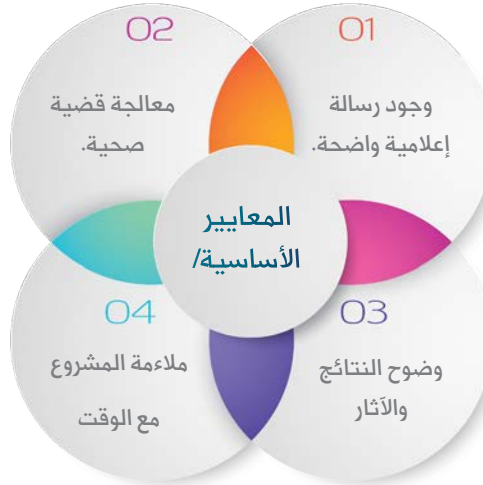 المعايير
الأساسية/
01
وجود رسالة
إعلامية واضحة.
02
معالجة قضية
صحية.
03
وضوح النتائج
والآثار
04
ملاءمة المشروع
مع الوقت